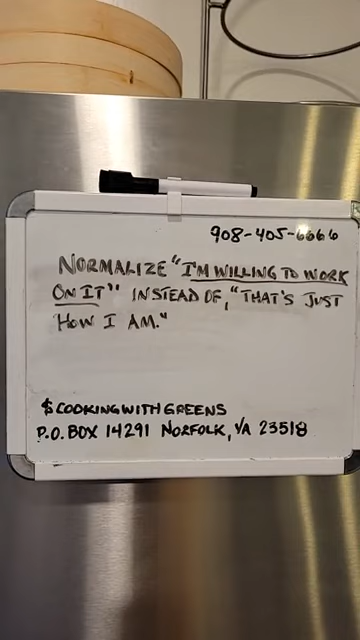 908-405-6666
NORMALIZE "I'M WILLING TO WORK
ON IT" INSTEAD OF, "THAT'S JUST
HOW I AM."
$COOKINGWITHGREENS
P.O. BOX 14291 NORFOLK, VA 23518